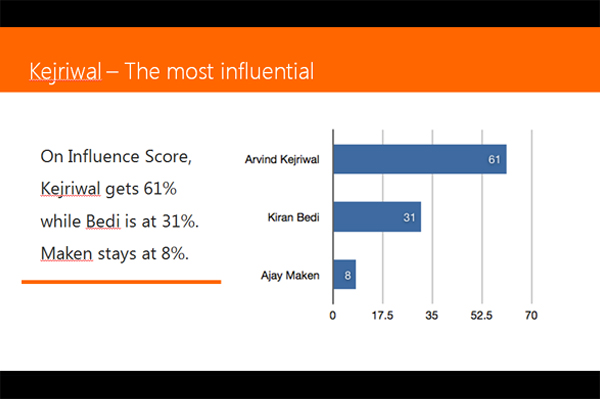 Kejriwal – The most influential
On Influence Score,
Kejriwal gets 61%
while Bedi is at 31%.
Maken stays at 8%.
Arvind Kejriwal 61
Kiran Bedi 31
Ajay Maken 8
0 17.5 35 52.5 70